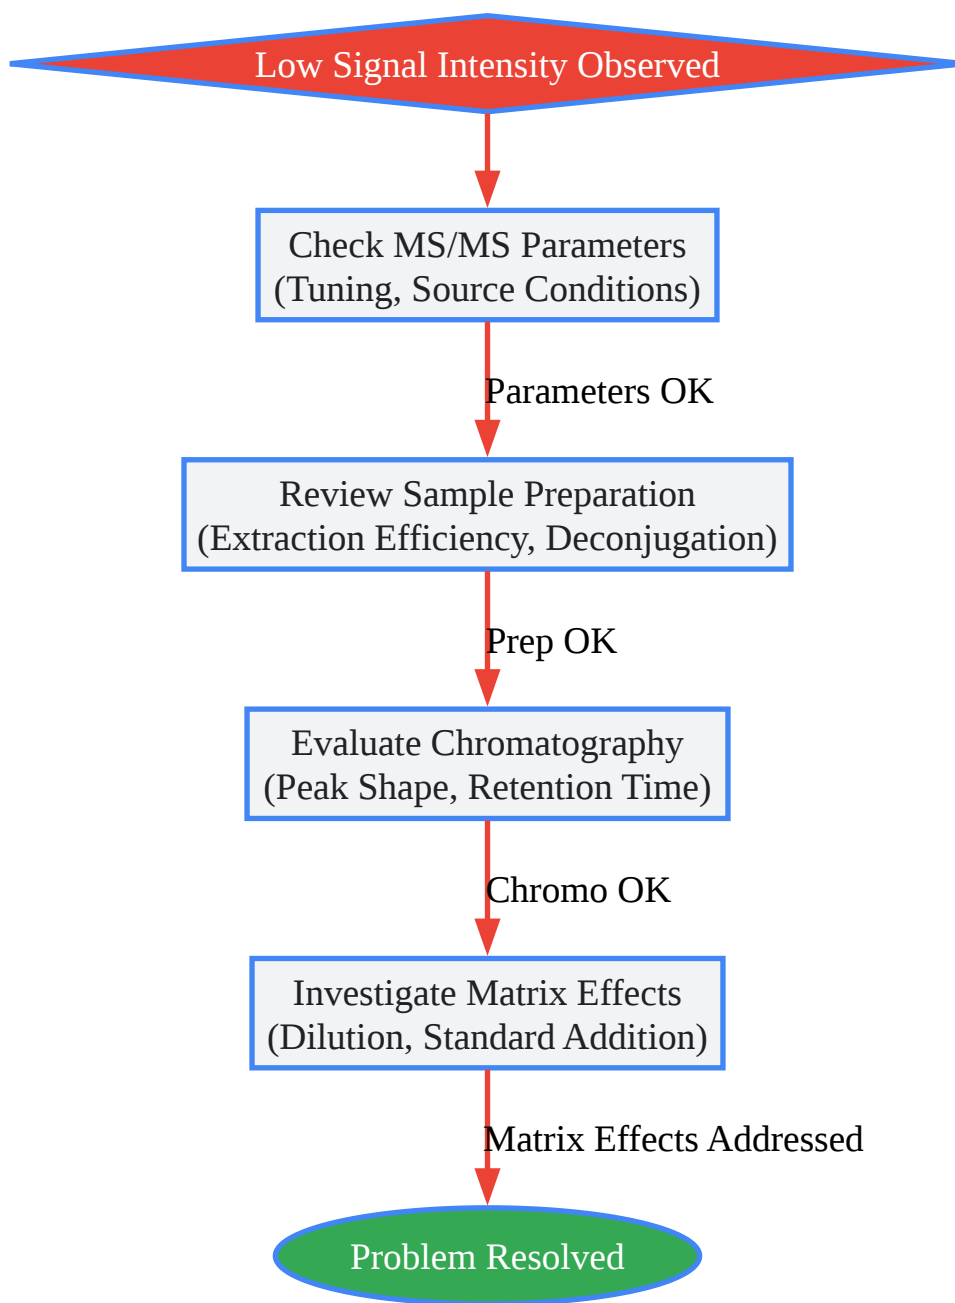 Low Signal Intensity Observed
Check MS/MS Parameters
(Tuning, Source Conditions)
Parameters OK
Review Sample Preparation
(Extraction Efficiency, Deconjugation)
Prep OK
Evaluate Chromatography
(Peak Shape, Retention Time)
Chromo OK
Investigate Matrix Effects
(Dilution, Standard Addition)
Matrix Effects Addressed
Problem Resolved